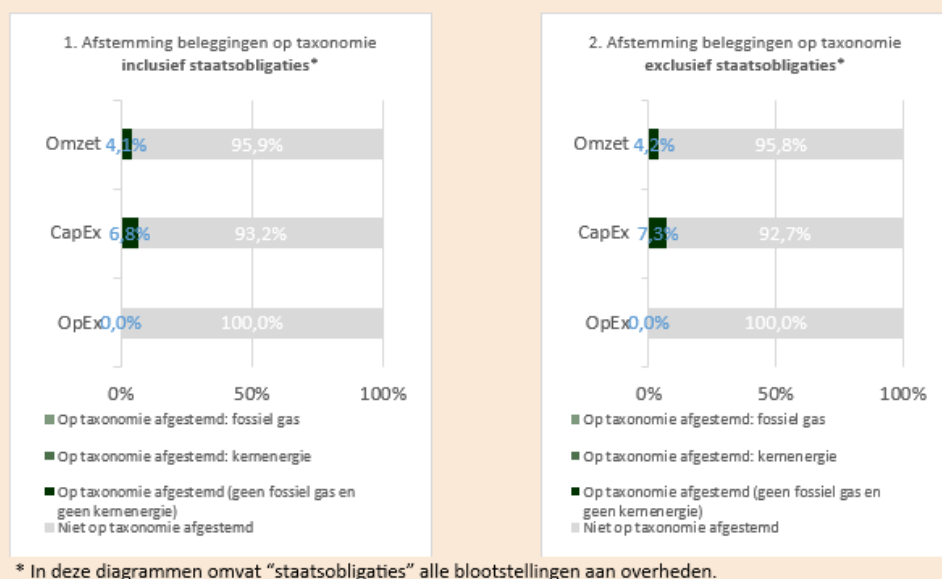 1. Afstemming beleggingen op taxonomie
inclusief staatsobligaties*
Omzet 4,1% 95,9%
CapEx 6,8% 93,2%
OpEx 0,0% 100,0%
0% 50% 100%
Op taxonomie afgestemd: fossiel gas
Op taxonomie afgestemd: kernenergie
Op taxonomie afgestemd (geen fossiel gas en
geen kernenergie)
Niet op taxonomie afgestemd
2. Afstemming beleggingen op taxonomie
exclusief staatsobligaties*
Omzet 4,2% 95,8%
CapEx 7,3% 92,7%
OpEx 0,0% 100,0%
0% 50% 100%
Op taxonomie afgestemd: fossiel gas
Op taxonomie afgestemd: kernenergie
Op taxonomie afgestemd (geen fossiel gas en
geen kernenergie)
Niet op taxonomie afgestemd
* In deze diagrammen omvat “staatsobligaties” alle blootstellingen aan overheden.